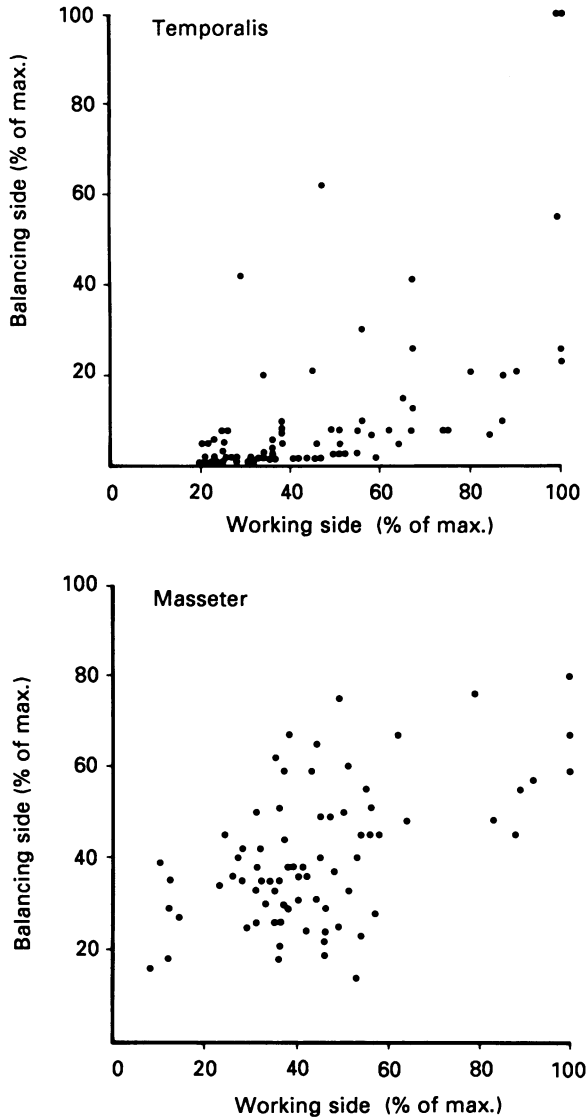 Temporalis
Balancing side (% of max.)
100
80
60
40
20
0 20 40 60 80 100
Working side (% of max.)
Masseter
Balancing side (% of max.)
100
80
60
40
20
0 20 40 60 80 100
Working side (% of max.)